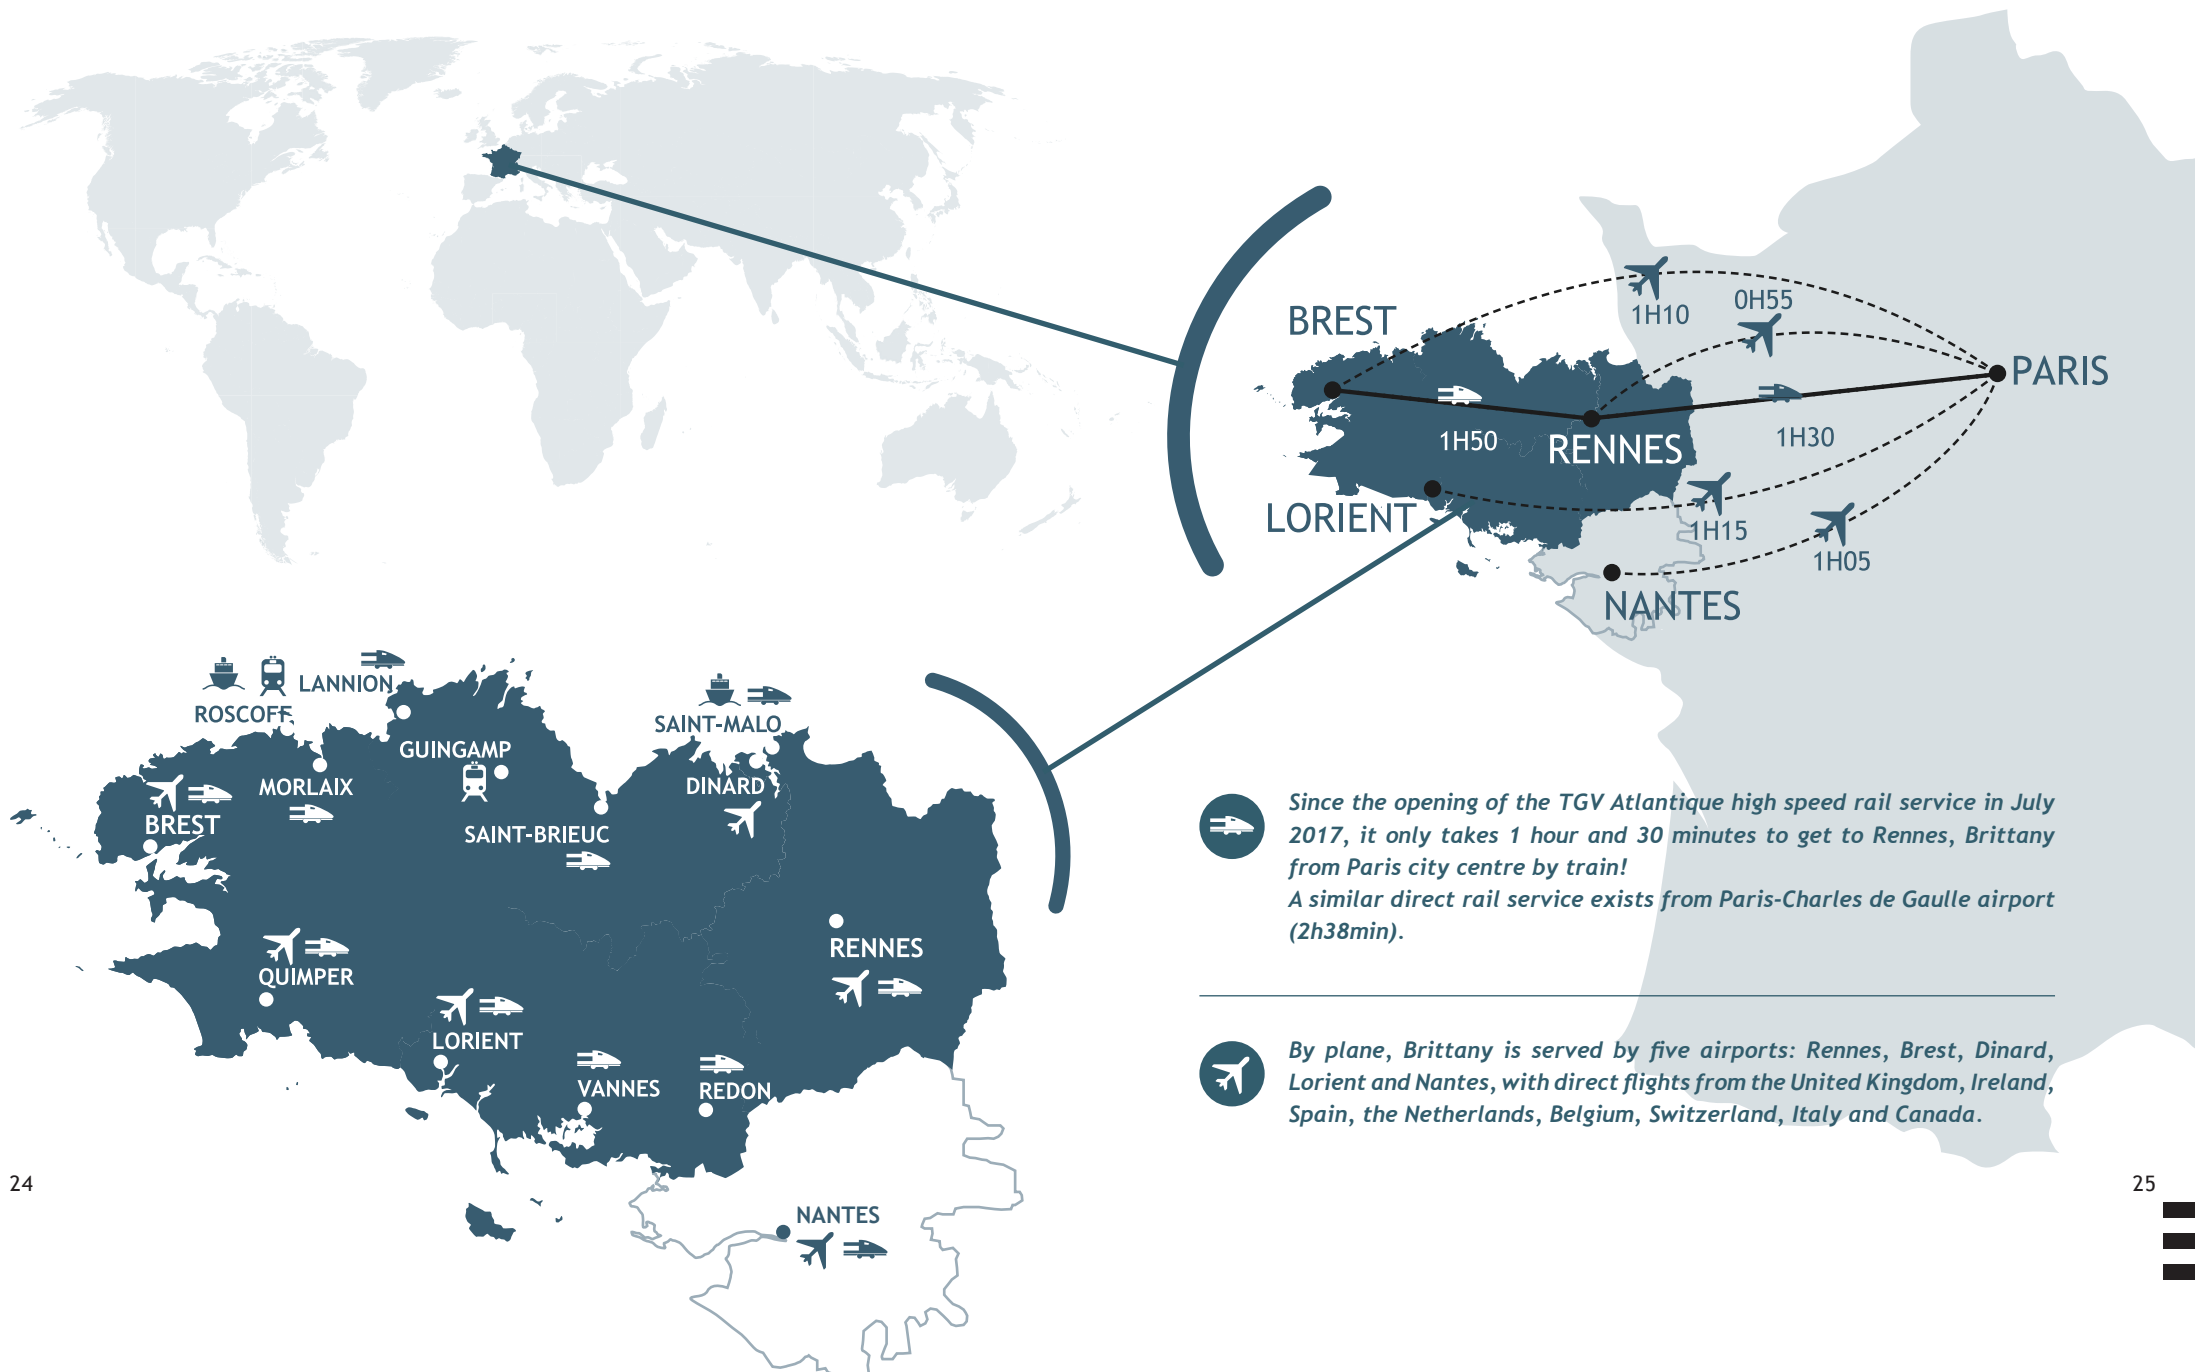 BREST
1H10
0H55
PARIS
1H50
RENNES
1H30
LORIENT
1H15
1H05
NANTES
LANNION
ROSCOFF
SAINT-MALO
GUINGAMP
MORLAIX
DINARD
BREST
SAINT-BRIEUC
RENNES
QUIMPER
LORIENT
VANNES
REDON
NANTES
Since the opening of the TGV Atlantique high speed rail service in July
2017, it only takes 1 hour and 30 minutes to get to Rennes, Brittany
from Paris city centre by train!
A similar direct rail service exists from Paris-Charles de Gaulle airport
(2h38min).
By plane, Brittany is served by five airports: Rennes, Brest, Dinard,
Lorient and Nantes, with direct flights from the United Kingdom, Ireland,
Spain, the Netherlands, Belgium, Switzerland, Italy and Canada.
24
25